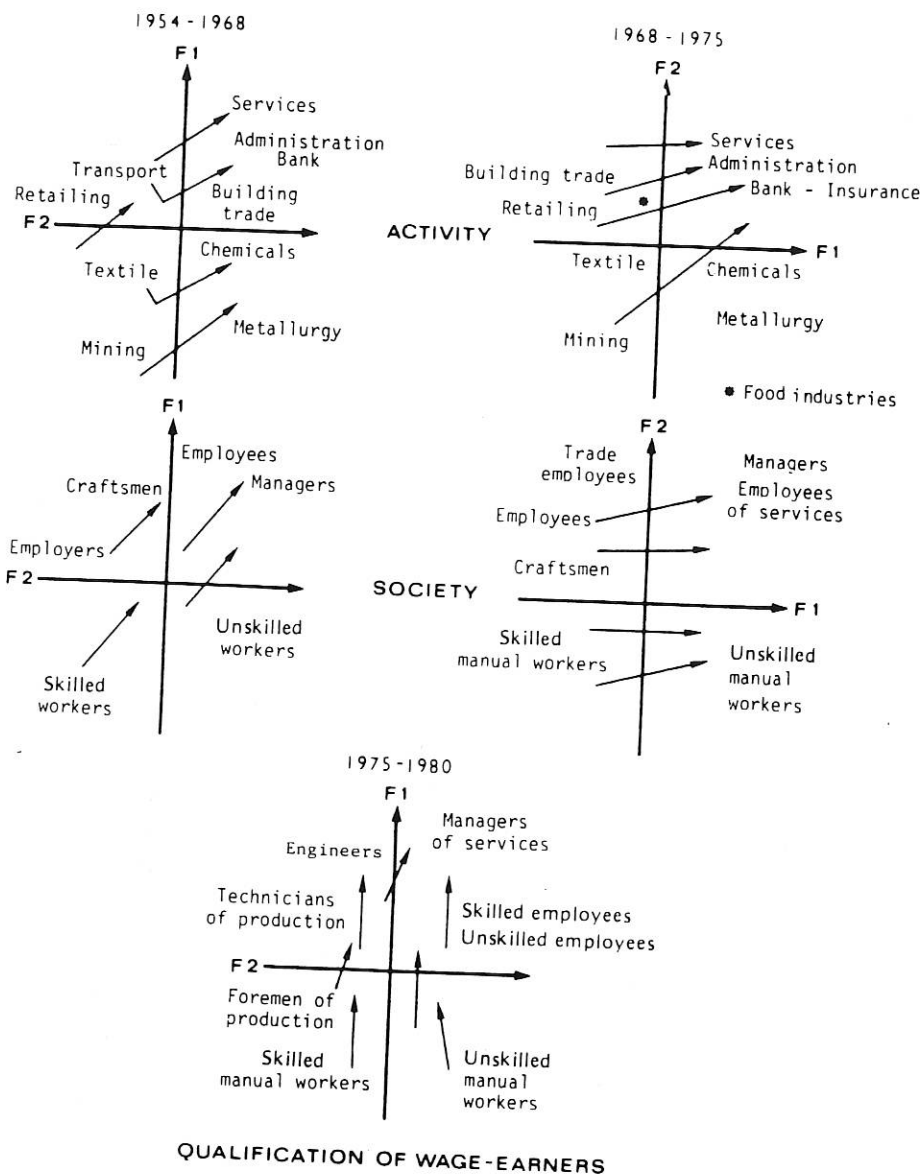 1954-1968
F1
Services
Administration
Bank
Transport
Retailing
Building
trade
F2
Chemicals
Textile
Metallurgy
Mining
1968-1975
F2
Services
Administration
Building trade
Bank - Insurance
Retailing
F1
Textile
Chemicals
Metallurgy
Mining
• Food industries
ACTIVITY
F1
Employees
Craftsmen
Managers
Employers
F2
Unskilled
workers
Skilled
workers
SOCIETY
F2
Trade
employees
Managers
Employees
of services
Employees
Craftsmen
F1
Skilled
manual workers
Unskilled
manual
workers
1975-1980
F1
Managers
of services
Engineers
Technicians
of production
Skilled employees
Unskilled employees
F2
Foremen of
production
Skilled
manual workers
Unskilled
manual
workers
QUALIFICATION OF WAGE-EARNERS